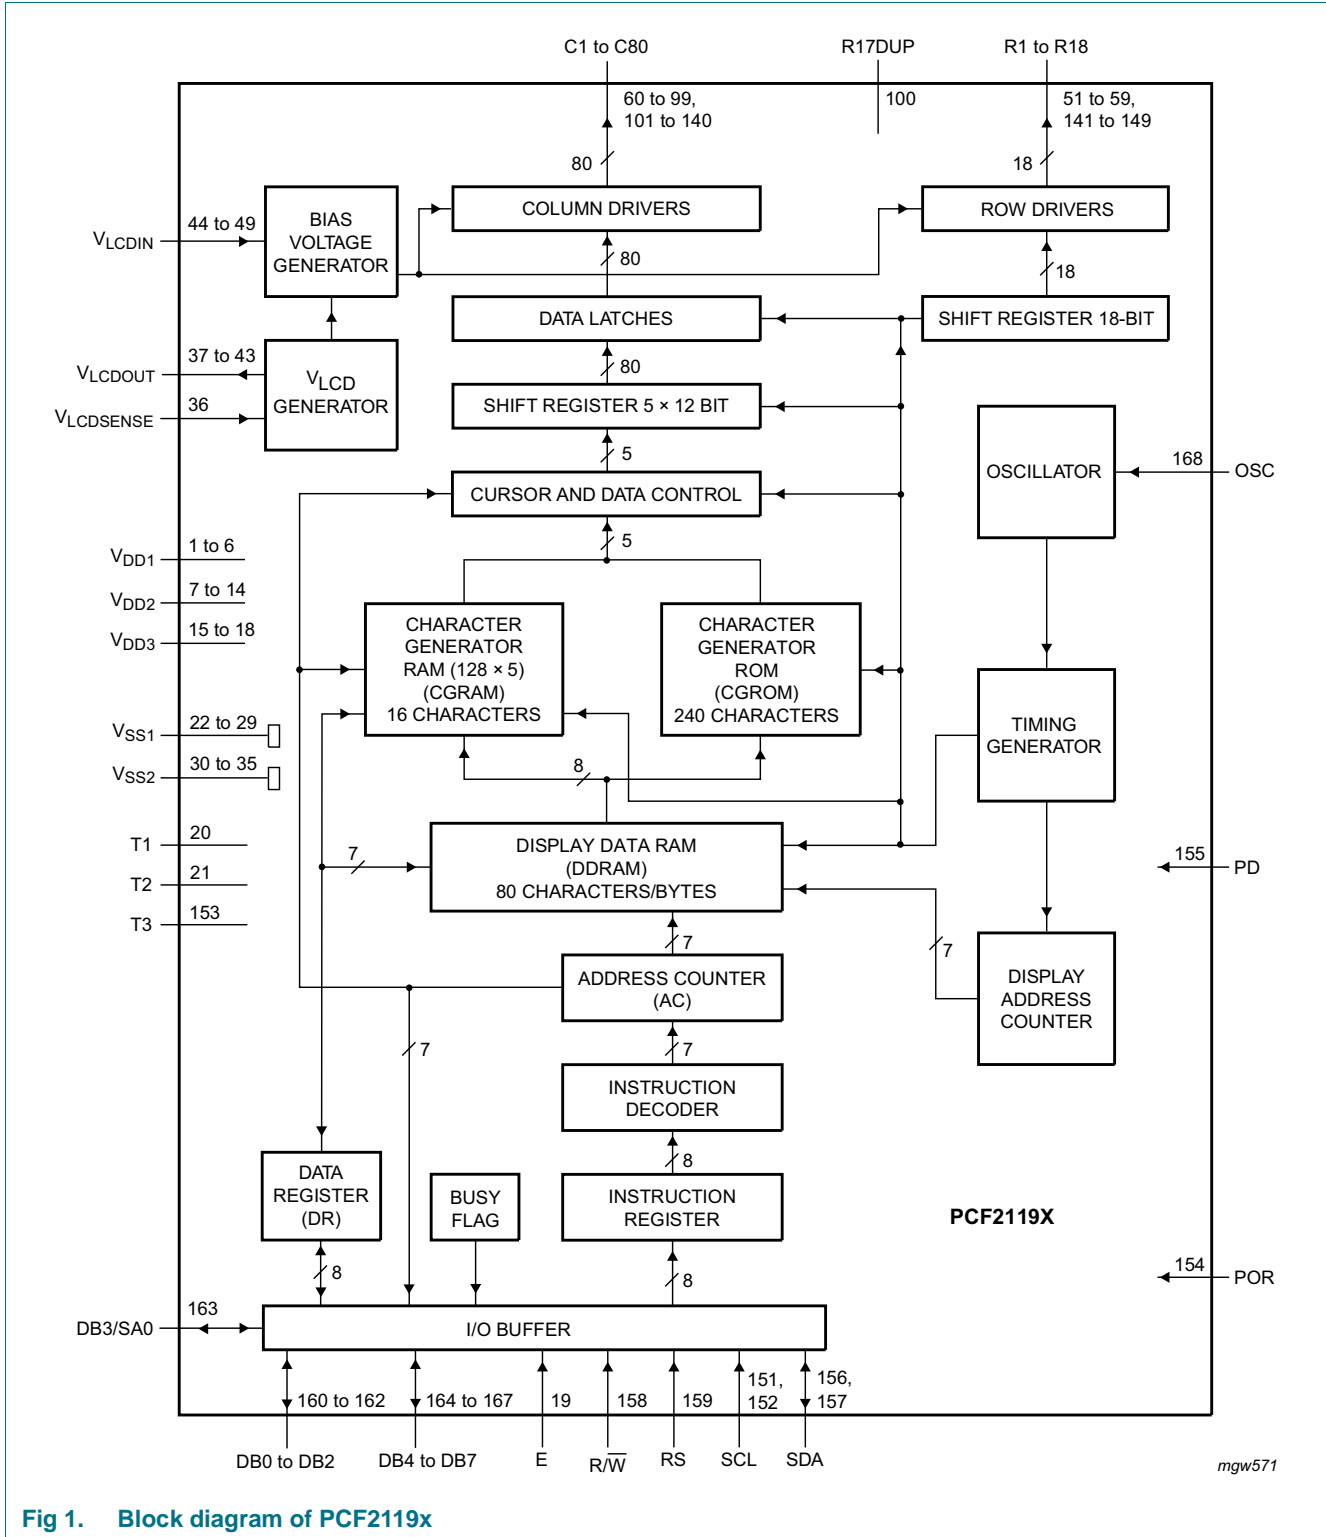 C1 to C80
R17DUP
R1 to R18
60 to 99,
101 to 140
100
51 to 59,
141 to 149
80
18
VLCDIN
44 to 49
BIAS
VOLTAGE
GENERATOR
COLUMN DRIVERS
ROW DRIVERS
80
18
DATA LATCHES
SHIFT REGISTER 18-BIT
VLCDOUT
37 to 43
VLCDSENSE
36
VLCD
GENERATOR
80
SHIFT REGISTER 5 × 12 BIT
5
CURSOR AND DATA CONTROL
OSCILLATOR
168
OSC
5
VDD1
1 to 6
VDD2
7 to 14
VDD3
15 to 18
CHARACTER
GENERATOR
RAM (128 × 5)
(CGRAM)
16 CHARACTERS
CHARACTER
GENERATOR
ROM
(CGROM)
240 CHARACTERS
TIMING
GENERATOR
VSS1
22 to 29
VSS2
30 to 35
8
T1
20
T2
21
T3
153
7
DISPLAY DATA RAM
(DDRAM)
80 CHARACTERS/BYTES
155
PD
7
7
ADDRESS COUNTER
(AC)
DISPLAY
ADDRESS
COUNTER
7
7
INSTRUCTION
DECODER
8
DATA
REGISTER
(DR)
BUSY
FLAG
INSTRUCTION
REGISTER
PCF2119X
8
8
154
POR
DB3/SA0
163
I/O BUFFER
160 to 162
164 to 167
19
158
159
151,
152
156,
157
DB0 to DB2
DB4 to DB7
E
R/W̅
RS
SCL
SDA
mgw571
Fig 1. Block diagram of PCF2119x